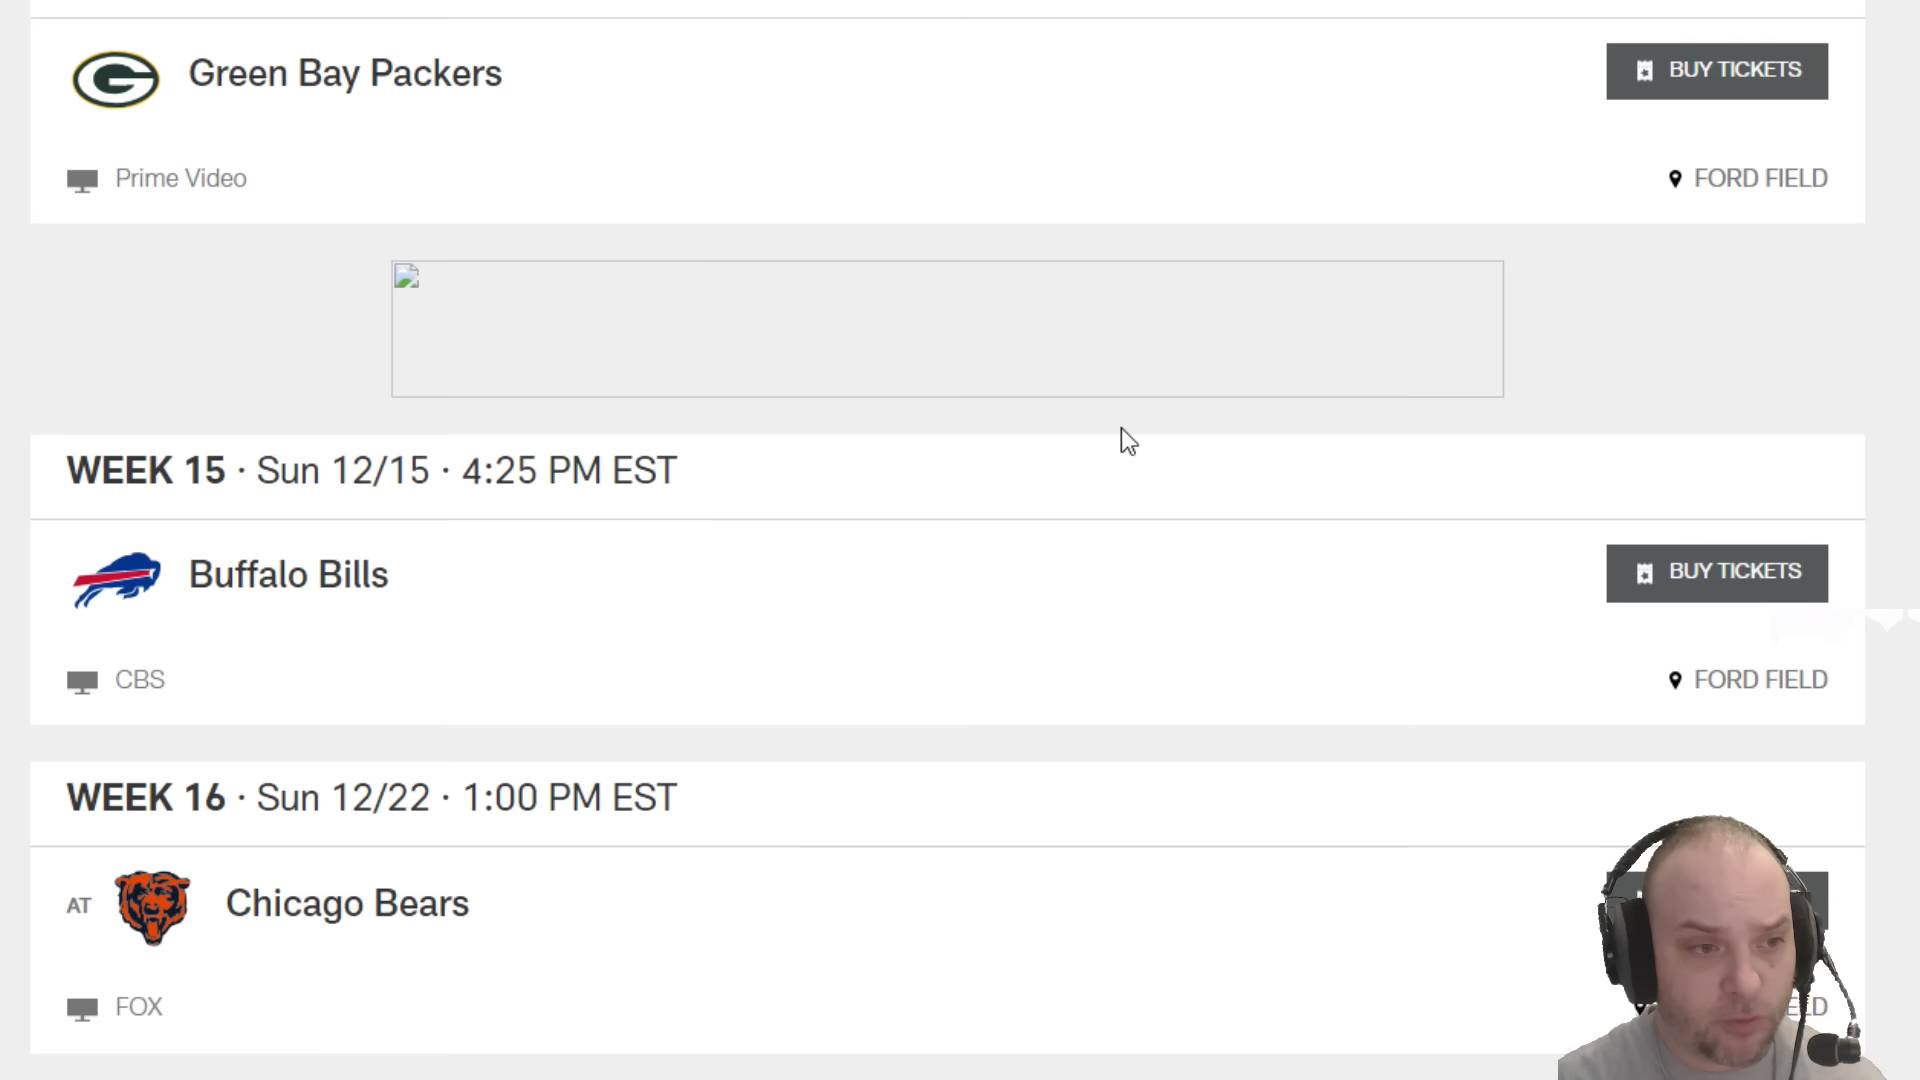 Green Bay Packers
BUY TICKETS
Prime Video
FORD FIELD
WEEK 15 · Sun 12/15 · 4:25 PM EST
Buffalo Bills
BUY TICKETS
CBS
FORD FIELD
WEEK 16 · Sun 12/22 · 1:00 PM EST
AT Chicago Bears
FOX